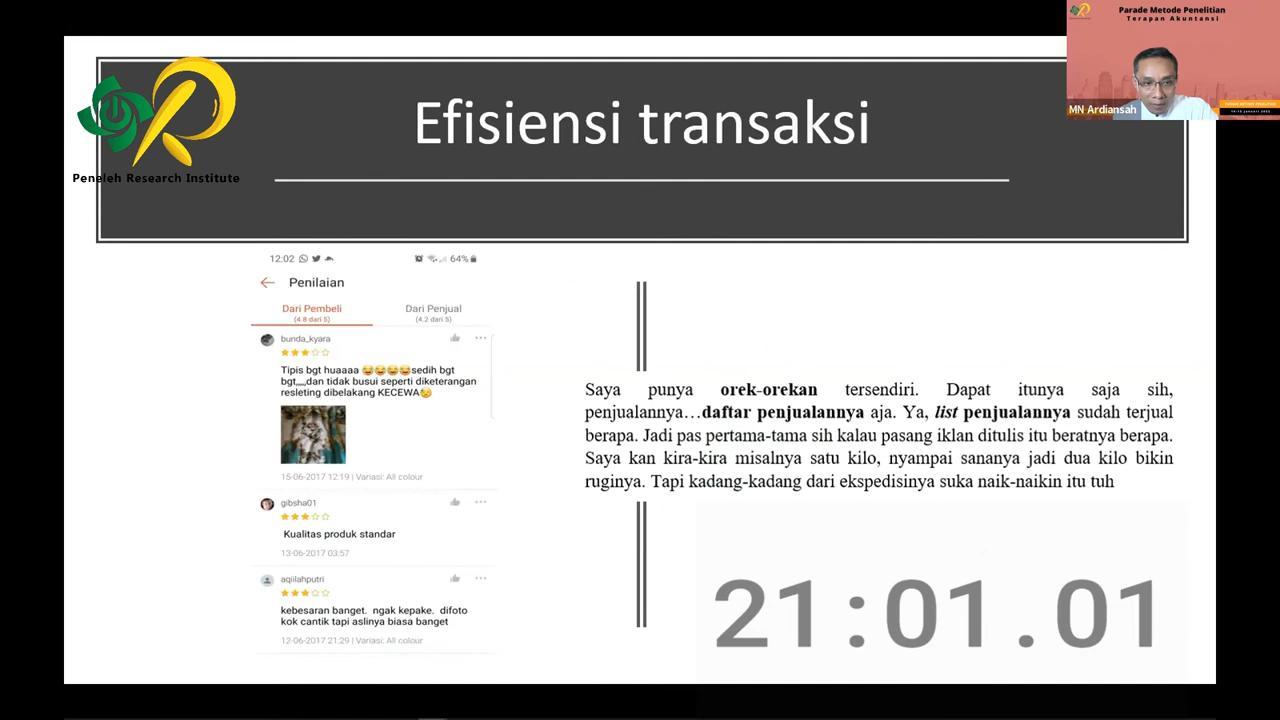 Parade Metode Penelitian
Terapan Akuntansi
MN Ardiansah
Peneleh Research Institute
Efisiensi transaksi
12:02
64%
Penilaian
Dari Pembeli
(4.8 dari 5)
Dari Penjual
(4.2 dari 5)
bunda_kyara
Tipis bgt huaaaa 😂😂😂😂sedih bgt
bgt,,,,,dan tidak busui seperti diketerangan
resleting dibelakang KECEWA😥
15-06-2017 12:19 | Variasi: All colour
gibsha01
Kualitas produk standar
13-06-2017 03:57
aqiilahputri
kebesaran banget. ngak kepake. difoto
kok cantik tapi aslinya biasa banget
12-06-2017 21:29 | Variasi: All colour
Saya punya orek-orekan tersendiri. Dapat itunya saja sih,
penjualannya…daftar penjualannya aja. Ya, list penjualannya sudah terjual
berapa. Jadi pas pertama-tama sih kalau pasang iklan ditulis itu beratnya berapa.
Saya kan kira-kira misalnya satu kilo, nyampai sananya jadi dua kilo bikin
ruginya. Tapi kadang-kadang dari ekspedisinya suka naik-naikin itu tuh
21:01.01